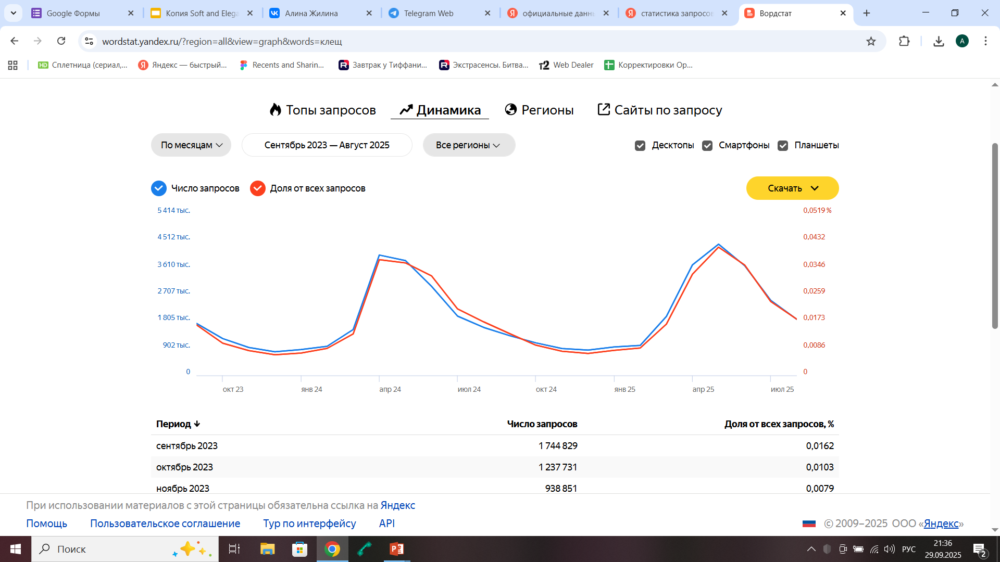 Google Формы
Копия Soft and Elega
Алина Жилина
Telegram Web
официальные даннь
статистика запросов
Вордстат
wordstat.yandex.ru/?region=all&view=graph&words=клещ
A
Сплетница (сериал,...
Яндекс — быстрый...
Recents and Sharin...
Завтрак у Тиффани...
Экстрасенсы. Битва...
Web Dealer
Корректировки Ор...
Топы запросов
Динамика
Регионы
Сайты по запросу
По месяцам
Сентябрь 2023 — Август 2025
Все регионы
Десктопы
Смартфоны
Планшеты
Число запросов
Доля от всех запросов
Скачать
5 414 тыс.
4 512 тыс.
3 610 тыс.
2 707 тыс.
1 805 тыс.
902 тыс.
0
0,0519 %
0,0432
0,0346
0,0259
0,0173
0,0086
0
окт 23
янв 24
апр 24
июл 24
окт 24
янв 25
апр 25
июл 25
Период Число запросов Доля от всех запросов, %
сентябрь 2023 1 744 829 0,0162
октябрь 2023 1 237 731 0,0103
ноябрь 2023 938 851 0,0079
При использовании материалов с этой страницы обязательна ссылка на Яндекс
Помощь Пользовательское соглашение Тур по интерфейсу API
© 2009–2025 ООО «Яндекс»
Поиск
РУС
21:36
29.09.2025
2